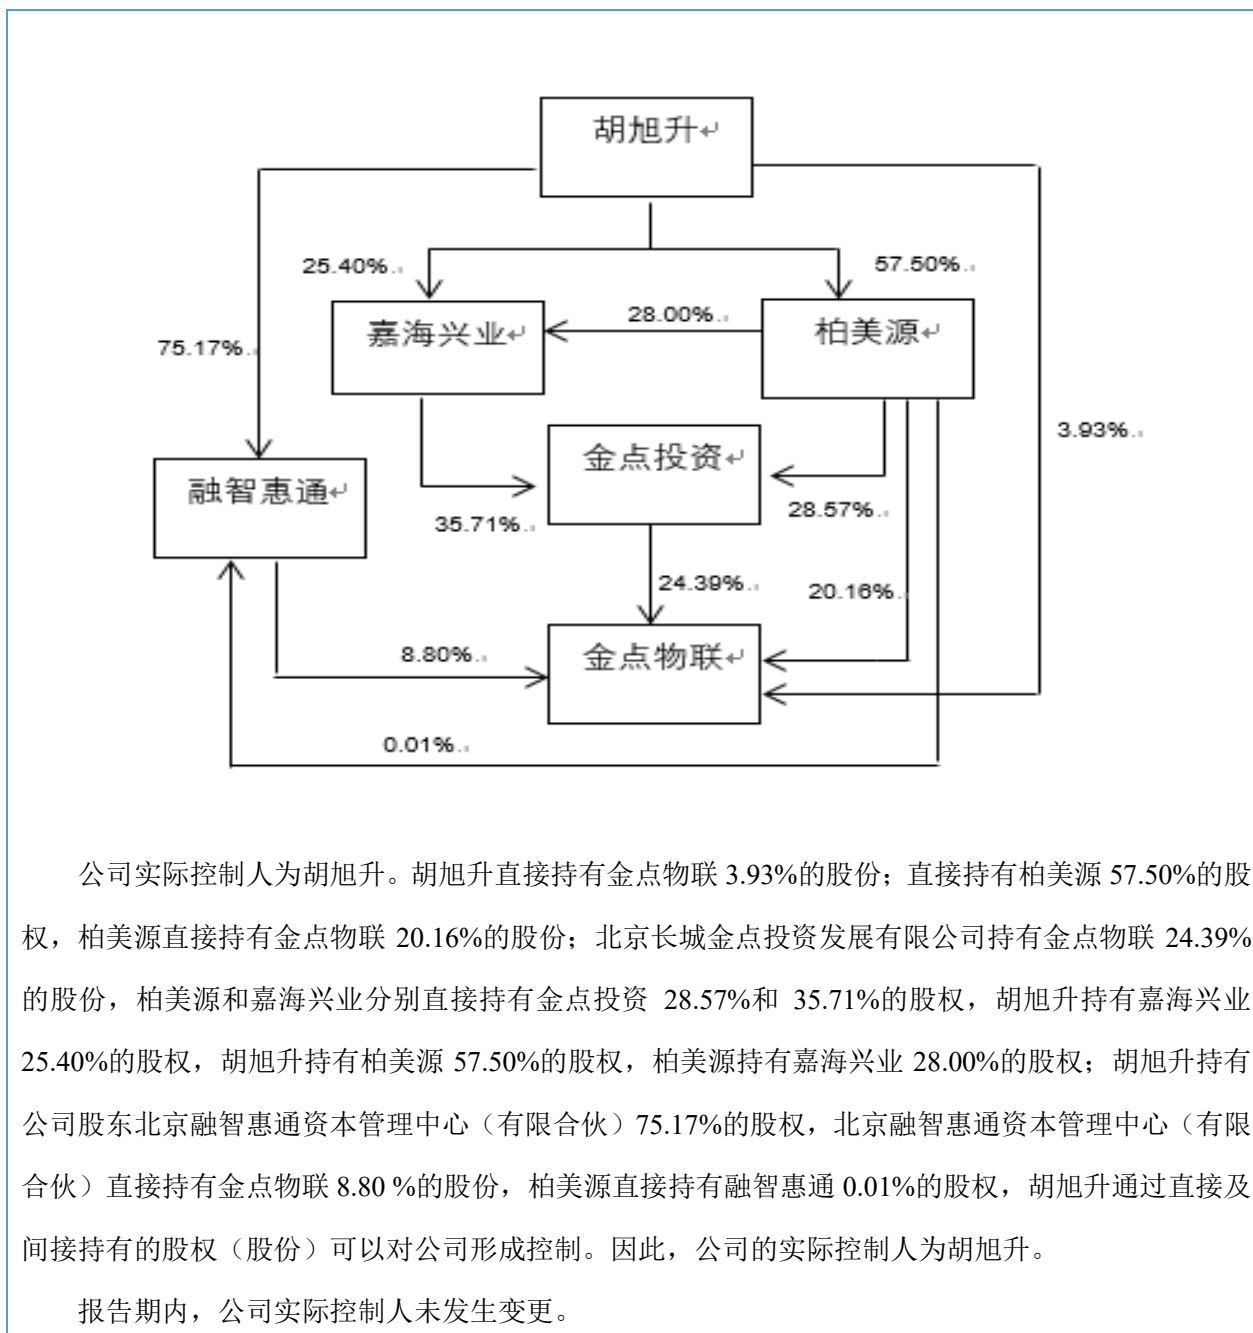 胡旭升
25.40%
57.50%
嘉海兴业
28.00%
柏美源
75.17%
3.93%
金点投资
融智惠通
35.71%
28.57%
24.39%
20.16%
金点物联
8.80%
0.01%
公司实际控制人为胡旭升。胡旭升直接持有金点物联 3.93%的股份；直接持有柏美源 57.50%的股
权，柏美源直接持有金点物联 20.16%的股份；北京长城金点投资发展有限公司持有金点物联 24.39%
的股份，柏美源和嘉海兴业分别直接持有金点投资 28.57%和 35.71%的股权，胡旭升持有嘉海兴业
25.40%的股权，胡旭升持有柏美源 57.50%的股权，柏美源持有嘉海兴业 28.00%的股权；胡旭升持有
公司股东北京融智惠通资本管理中心（有限合伙）75.17%的股权，北京融智惠通资本管理中心（有限
合伙）直接持有金点物联 8.80 %的股份，柏美源直接持有融智惠通 0.01%的股权，胡旭升通过直接及
间接持有的股权（股份）可以对公司形成控制。因此，公司的实际控制人为胡旭升。
报告期内，公司实际控制人未发生变更。